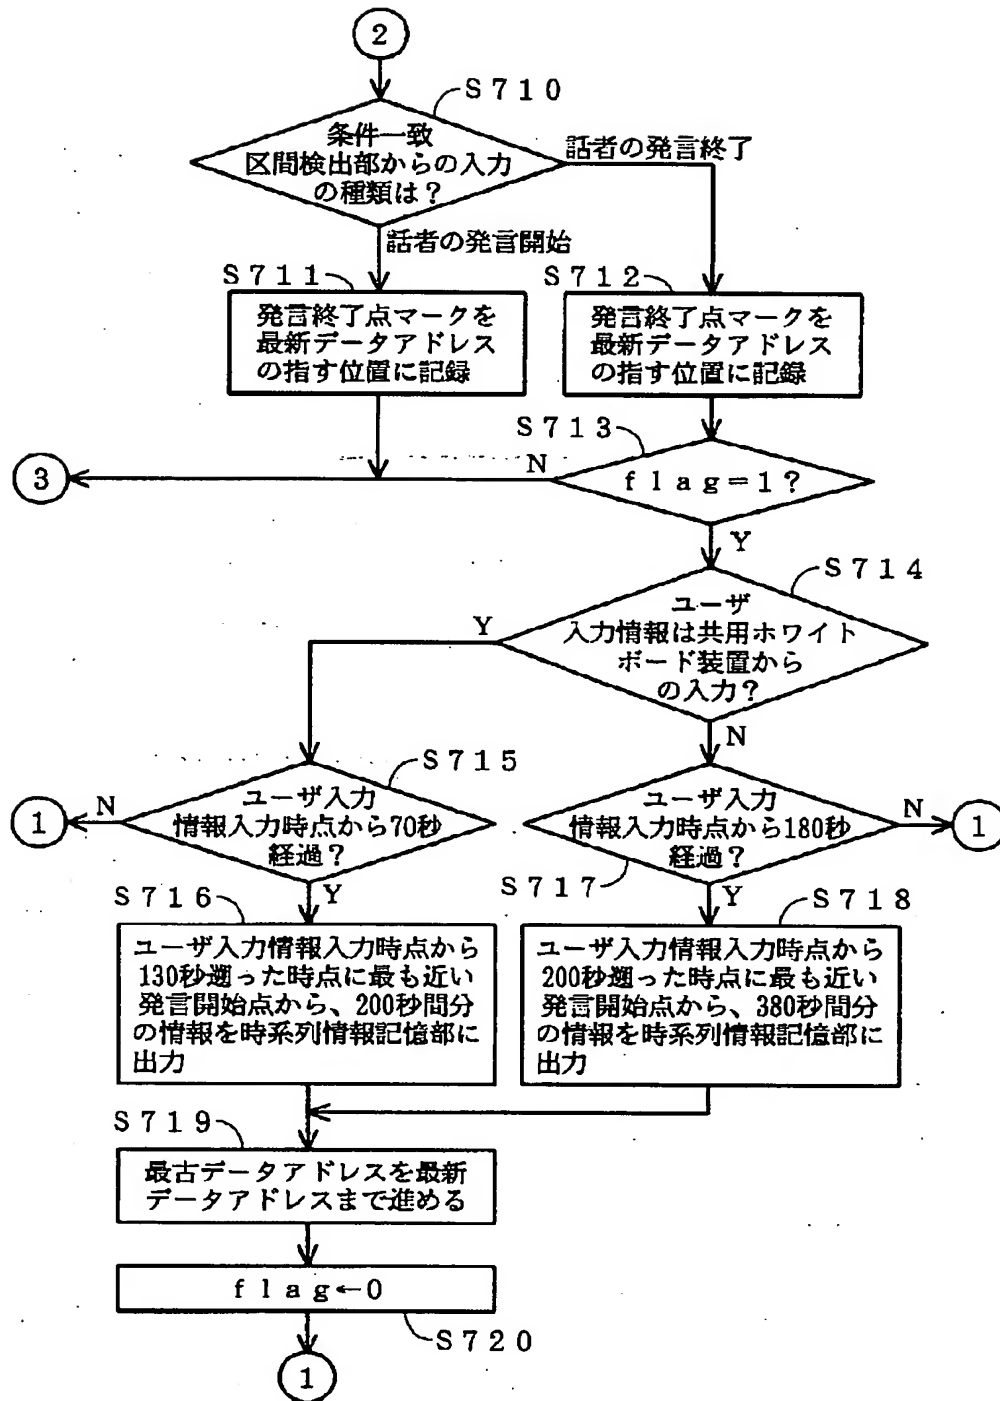 2
S710
条件一致
区間検出部からの入力
の種類は？
話者の発言終了
話者の発言開始
S711
発言終了点マークを
最新データアドレス
の指す位置に記録
S712
発言終了点マークを
最新データアドレス
の指す位置に記録
S713
flag=1？
N
3
Y
S714
ユーザ
入力情報は共用ホワイト
ボード装置から
の入力？
Y
N
S715
ユーザ入力
情報入力時点から70秒
経過？
N
1
Y
S717
ユーザ入力
情報入力時点から180秒
経過？
N
1
Y
S716
ユーザ入力情報入力時点から
130秒遡った時点に最も近い
発言開始点から、200秒間分
の情報を時系列情報記憶部に
出力
S718
ユーザ入力情報入力時点から
200秒遡った時点に最も近い
発言開始点から、380秒間分
の情報を時系列情報記憶部に
出力
S719
最古データアドレスを最新
データアドレスまで進める
flag←0
S720
1